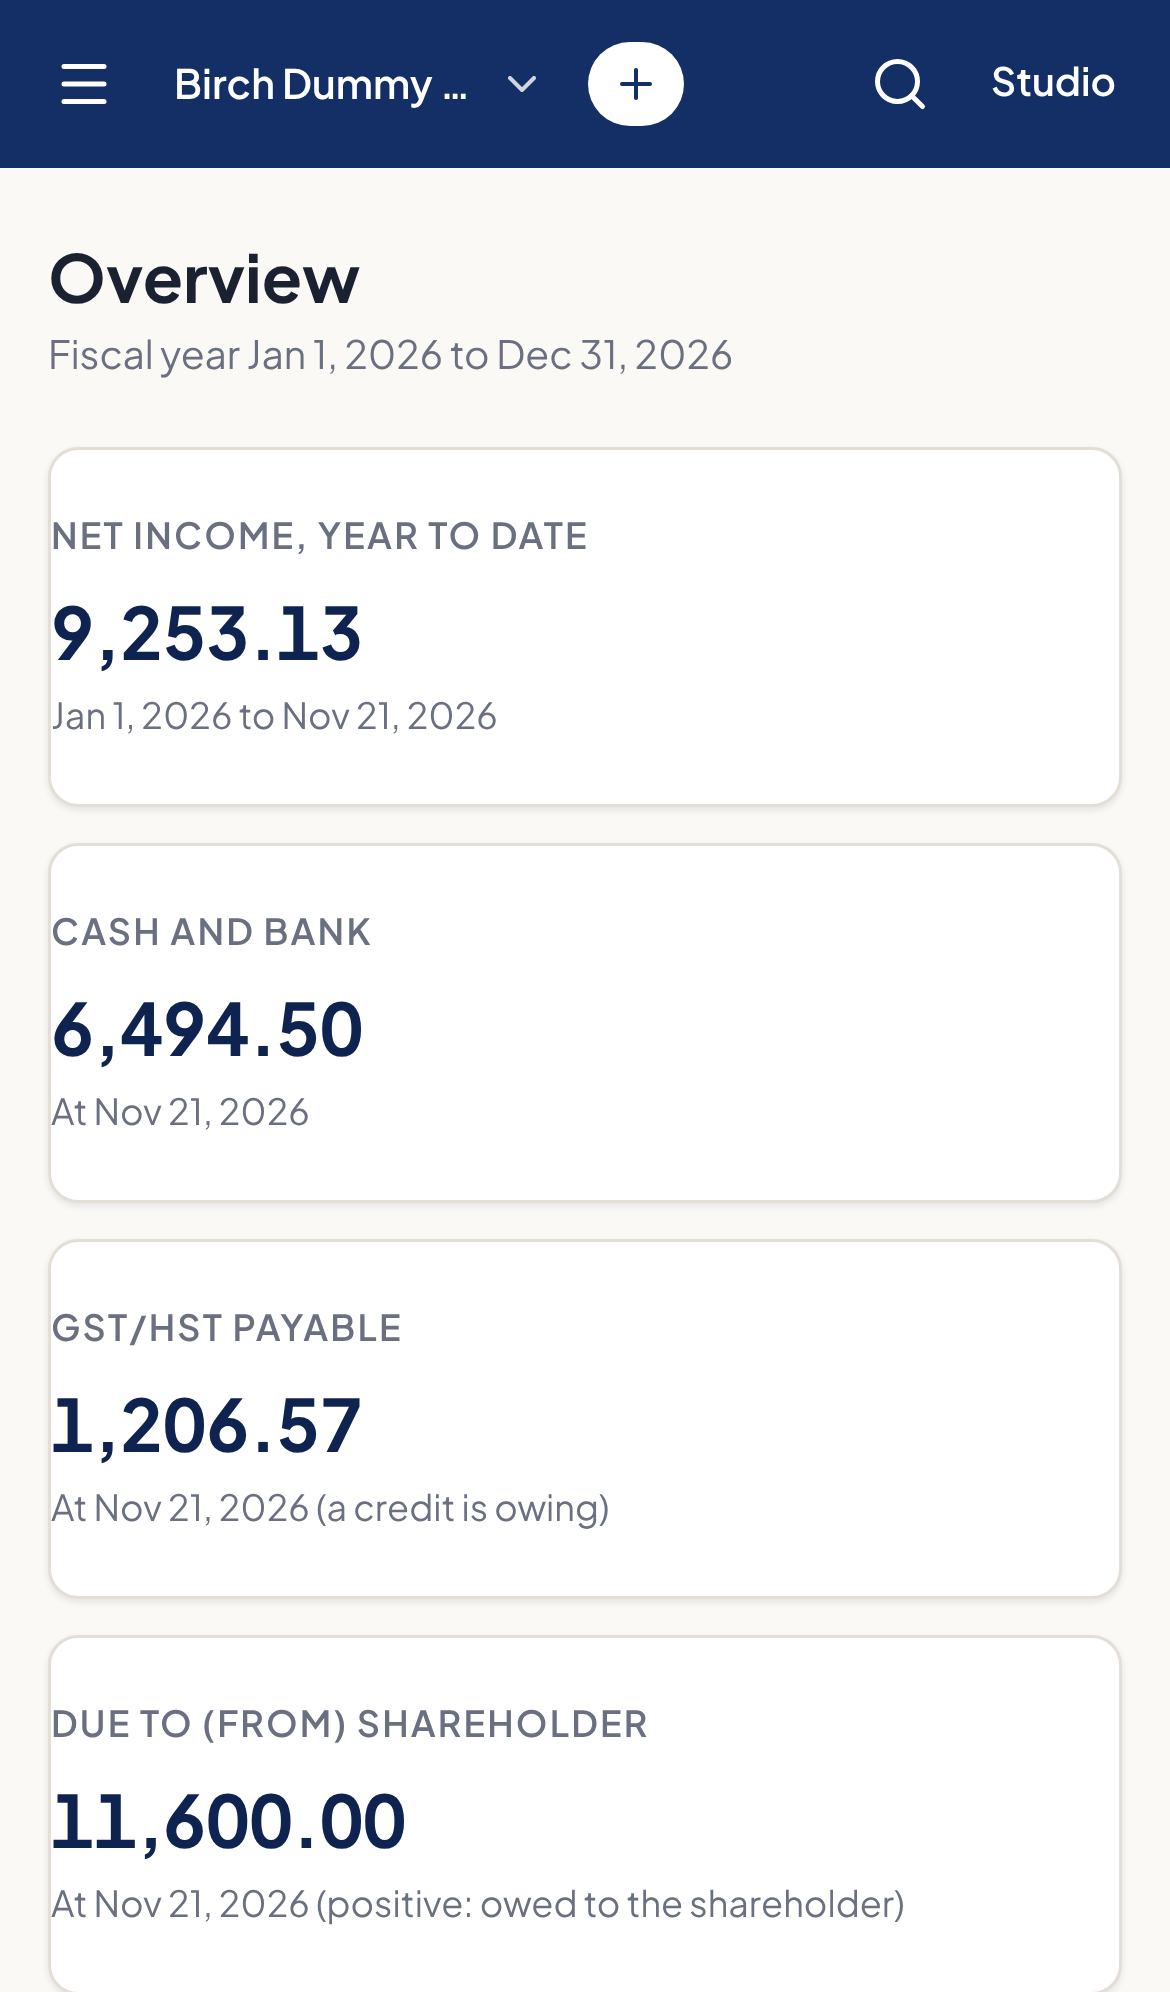 Birch Dummy ...
Studio
Overview
Fiscal year Jan 1, 2026 to Dec 31, 2026
NET INCOME, YEAR TO DATE
9,253.13
Jan 1, 2026 to Nov 21, 2026
CASH AND BANK
6,494.50
At Nov 21, 2026
GST/HST PAYABLE
1,206.57
At Nov 21, 2026 (a credit is owing)
DUE TO (FROM) SHAREHOLDER
11,600.00
At Nov 21, 2026 (positive: owed to the shareholder)